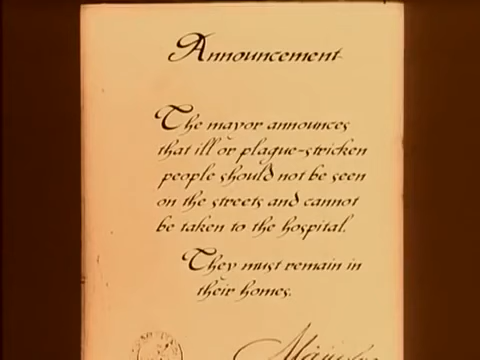 Announcement
The mayor announces
that ill or plague-stricken
people should not be seen
on the streets and cannot
be taken to the hospital.
They must remain in
their homes.